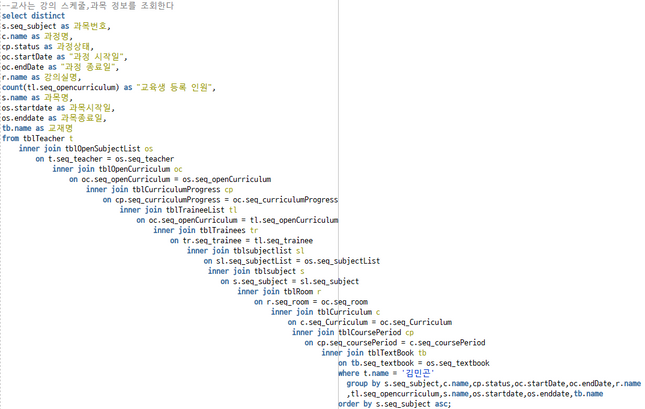 --교사는 강의 스케줄,과목 정보를 조회한다
select distinct
s.seq_subject as 과목번호,
c.name as 과정명,
cp.status as 과정상태,
oc.startDate as "과정 시작일",
oc.endDate as "과정 종료일",
r.name as 강의실명,
count(tl.seq_opencurriculum) as "교육생 등록 인원",
s.name as 과목명,
os.startdate as 과목시작일,
os.enddate as 과목종료일,
tb.name as 교재명
from tblTeacher t
inner join tblOpenSubjectList os
on t.seq_teacher = os.seq_teacher
inner join tblOpenCurriculum oc
on oc.seq_openCurriculum = os.seq_openCurriculum
inner join tblCurriculumProgress cp
on cp.seq_curriculumProgress = oc.seq_curriculumProgress
inner join tblTraineeList tl
on oc.seq_openCurriculum = tl.seq_openCurriculum
inner join tblTrainees tr
on tr.seq_trainee = tl.seq_trainee
inner join tblsubjectlist sl
on sl.seq_subjectList = os.seq_subjectList
inner join tblsubject s
on s.seq_subject = sl.seq_subject
inner join tblRoom r
on r.seq_room = oc.seq_room
inner join tblCurriculum c
on c.seq_Curriculum = oc.seq_Curriculum
inner join tblCoursePeriod cp
on cp.seq_coursePeriod = c.seq_coursePeriod
inner join tblTextBook tb
on tb.seq_textbook = os.seq_textbook
where t.name = '김민곤'
group by s.seq_subject,c.name,cp.status,oc.startDate,oc.endDate,r.name
,tl.seq_opencurriculum,s.name,os.startdate,os.enddate,tb.name
order by s.seq_subject asc;